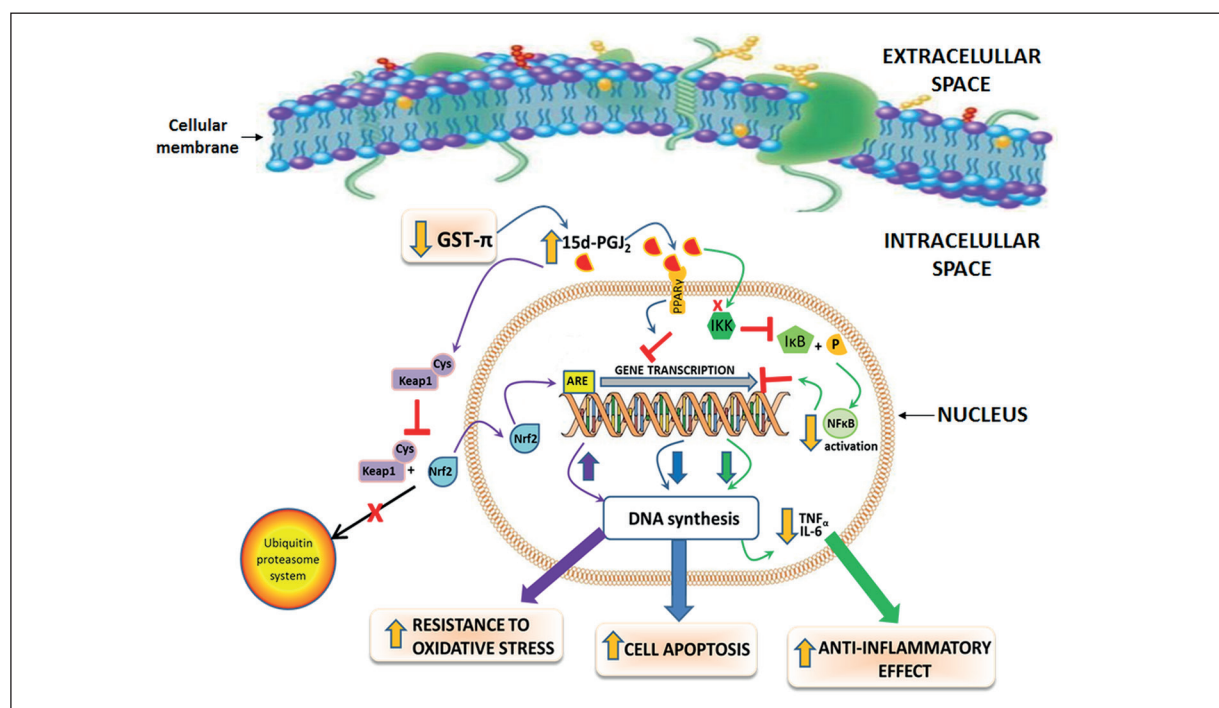 EXTRACELULLAR
SPACE
Cellular
membrane
GST-π
15d-PGJ₂
INTRACELULLAR
SPACE
PPARγ
X
IKK
IκB + P
Cys
Keap1
GENE TRANSCRIPTION
ARE
NUCLEUS
NFκB
activation
Nrf2
Cys
Keap1 + Nrf2
X
DNA synthesis
TNFα
IL-6
Ubiquitin
proteasome
system
RESISTANCE TO
OXIDATIVE STRESS
CELL APOPTOSIS
ANTI-INFLAMMATORY
EFFECT